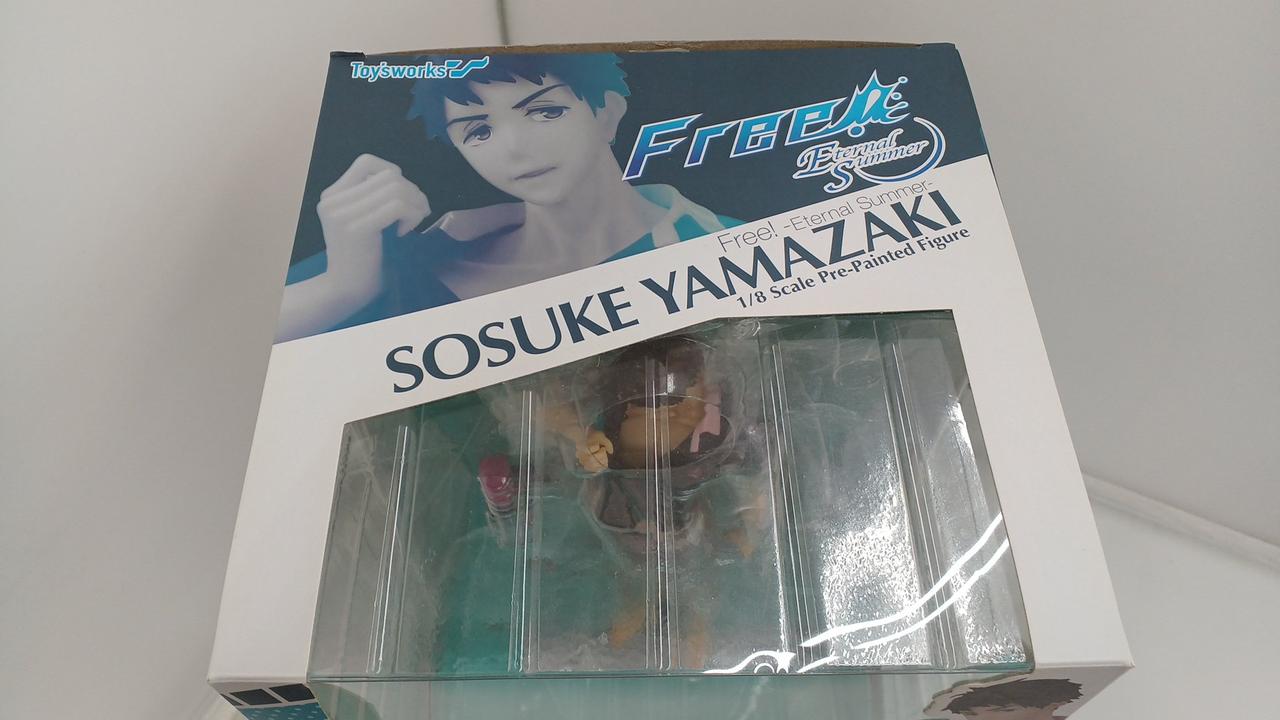 Toy'sworks
Free!
Eternal
Summer
Free! -Eternal Summer-
SOSUKE YAMAZAKI
1/8 Scale Pre-Painted Figure